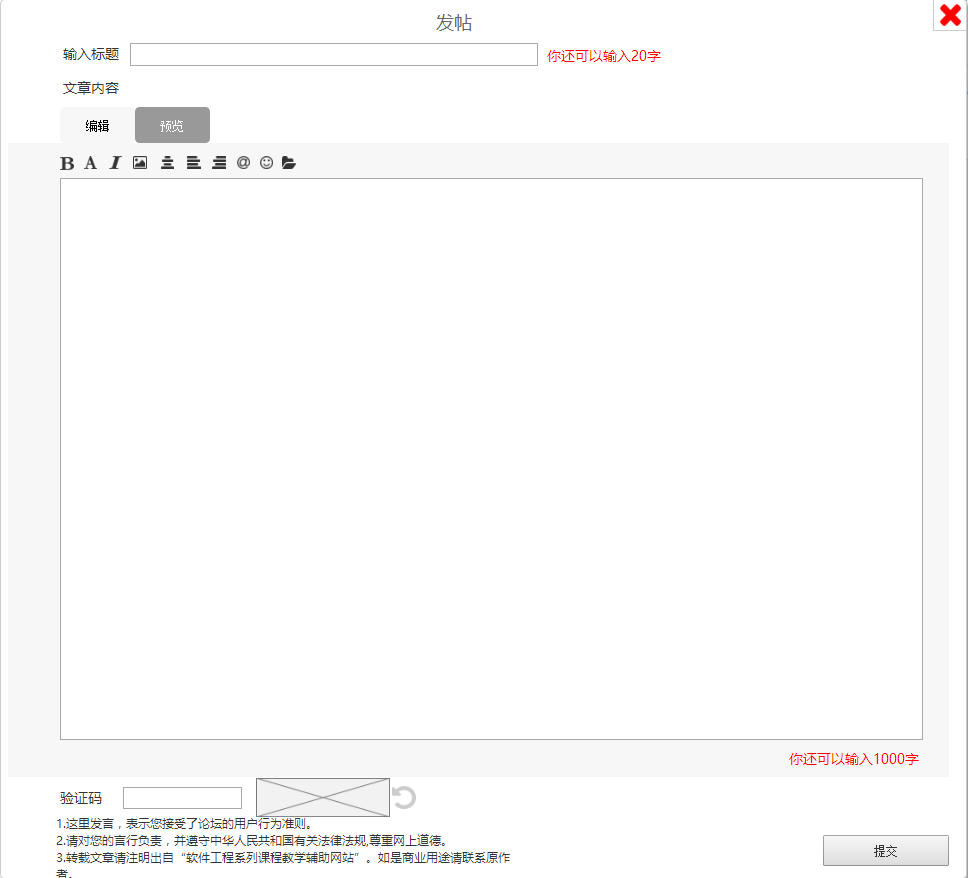 发帖
输入标题 你还可以输入20字
文章内容
编辑 预览
B A I @
你还可以输入1000字
验证码
1.这里发言，表示您接受了论坛的用户行为准则。
2.请对您的言行负责，并遵守中华人民共和国有关法律法规,尊重网上道德。
3.转载文章请注明出自“软件工程系列课程教学辅助网站”。如是商业用途请联系原作
者。
提交